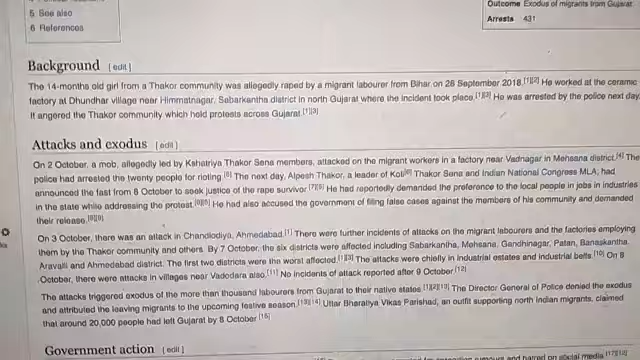 5 See also
6 References
Outcome Exodus of migrants from Gujarat
Arrests 431
Background [edit]
The 14-months old girl from a Thakor community was allegedly raped by a migrant labourer from Bihar on 28 September 2018.[1][2] He worked at the ceramic
factory at Dhundhar village near Himmatnagar, Sabarkantha district in north Gujarat where the incident took place.[1][3] He was arrested by the police next day.
It angered the Thakor community which held protests across Gujarat.[1][3]
Attacks and exodus [edit]
On 2 October, a mob, allegedly led by Kshatriya Thakor Sena members, attacked on the migrant workers in a factory near Vadnagar in Mehsana district.[4] The
police had arrested the twenty people for rioting.[5] The next day, Alpesh Thakor, a leader of Koli[6] Thakor Sena and Indian National Congress MLA, had
announced the fast from 8 October to seek justice of the rape survivor.[7][8] He had reportedly demanded the preference to the local people in jobs in industries
in the state while addressing the protest.[9][5] He had also accused the government of filing false cases against the members of his community and demanded
their release.[8][9]
On 3 October, there was an attack in Chandlodiya, Ahmedabad.[1] There were further incidents of attacks on the migrant labourers and the factories employing
them by the Thakor community and others. By 7 October, the six districts were affected including Sabarkantha, Mehsana, Gandhinagar, Patan, Banaskantha,
Aravalli and Ahmedabad district. The first two districts were the worst affected.[1][3] The attacks were chiefly in industrial estates and industrial belts.[10] On 8
October, there were attacks in villages near Vadodara also.[11] No incidents of attack reported after 9 October.[12]
The attacks triggered exodus of the more than thousand labourers from Gujarat to their native states.[1][2][13] The Director General of Police denied the exodus
and attributed the leaving migrants to the upcoming festive season.[13][14] Uttar Bharatiya Vikas Parishad, an outfit supporting north Indian migrants, claimed
that around 20,000 people had left Gujarat by 8 October.[15]
Government action [edit]
rumours and hatred on social media.[17][12]